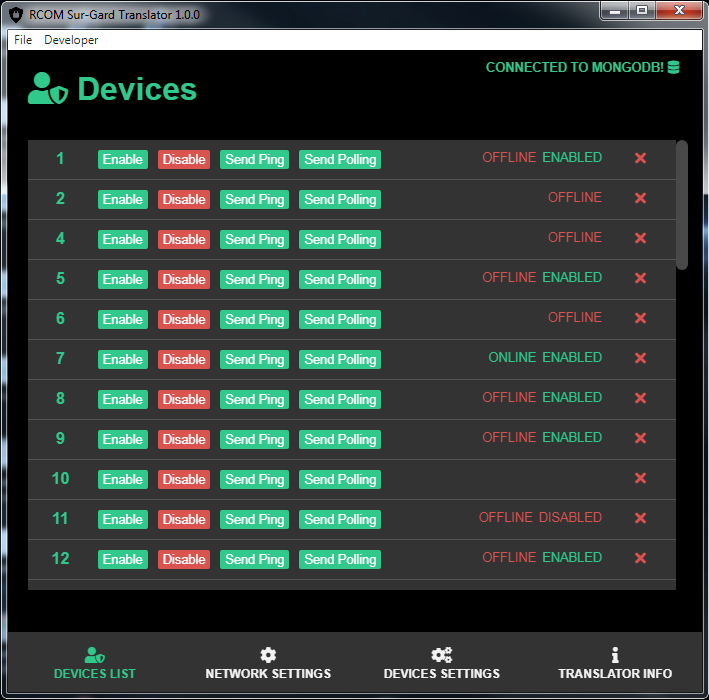 RCOM Sur-Gard Translator 1.0.0
File Developer
CONNECTED TO MONGODB!
Devices
1 Enable Disable Send Ping Send Polling OFFLINE ENABLED
2 Enable Disable Send Ping Send Polling OFFLINE
4 Enable Disable Send Ping Send Polling OFFLINE
5 Enable Disable Send Ping Send Polling OFFLINE ENABLED
6 Enable Disable Send Ping Send Polling OFFLINE
7 Enable Disable Send Ping Send Polling ONLINE ENABLED
8 Enable Disable Send Ping Send Polling OFFLINE ENABLED
9 Enable Disable Send Ping Send Polling OFFLINE ENABLED
10 Enable Disable Send Ping Send Polling
11 Enable Disable Send Ping Send Polling OFFLINE DISABLED
12 Enable Disable Send Ping Send Polling OFFLINE ENABLED
DEVICES LIST NETWORK SETTINGS DEVICES SETTINGS TRANSLATOR INFO